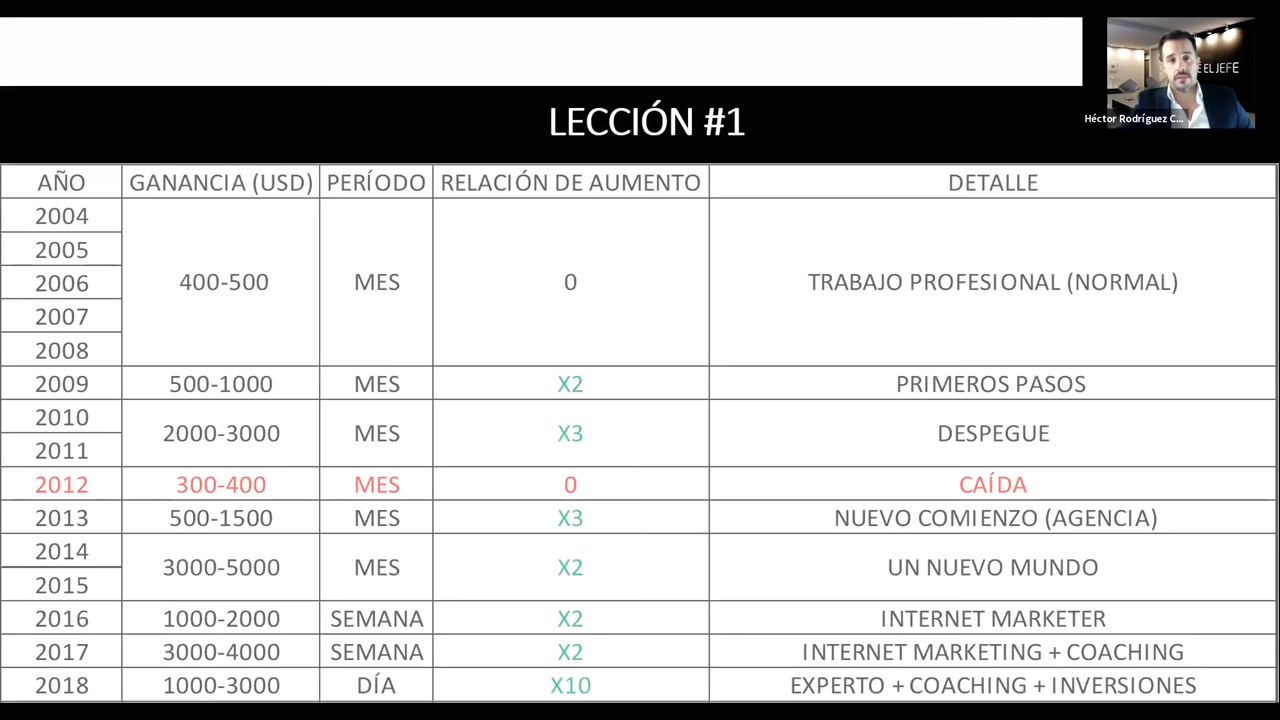 E EL JEFE
Héctor Rodríguez C...
LECCIÓN #1
AÑO GANANCIA (USD) PERÍODO RELACIÓN DE AUMENTO DETALLE
2004
2005
2006 400-500 MES 0 TRABAJO PROFESIONAL (NORMAL)
2007
2008
2009 500-1000 MES X2 PRIMEROS PASOS
2010
2000-3000 MES X3 DESPEGUE
2011
2012 300-400 MES 0 CAÍDA
2013 500-1500 MES X3 NUEVO COMIENZO (AGENCIA)
2014
3000-5000 MES X2 UN NUEVO MUNDO
2015
2016 1000-2000 SEMANA X2 INTERNET MARKETER
2017 3000-4000 SEMANA X2 INTERNET MARKETING + COACHING
2018 1000-3000 DÍA X10 EXPERTO + COACHING + INVERSIONES